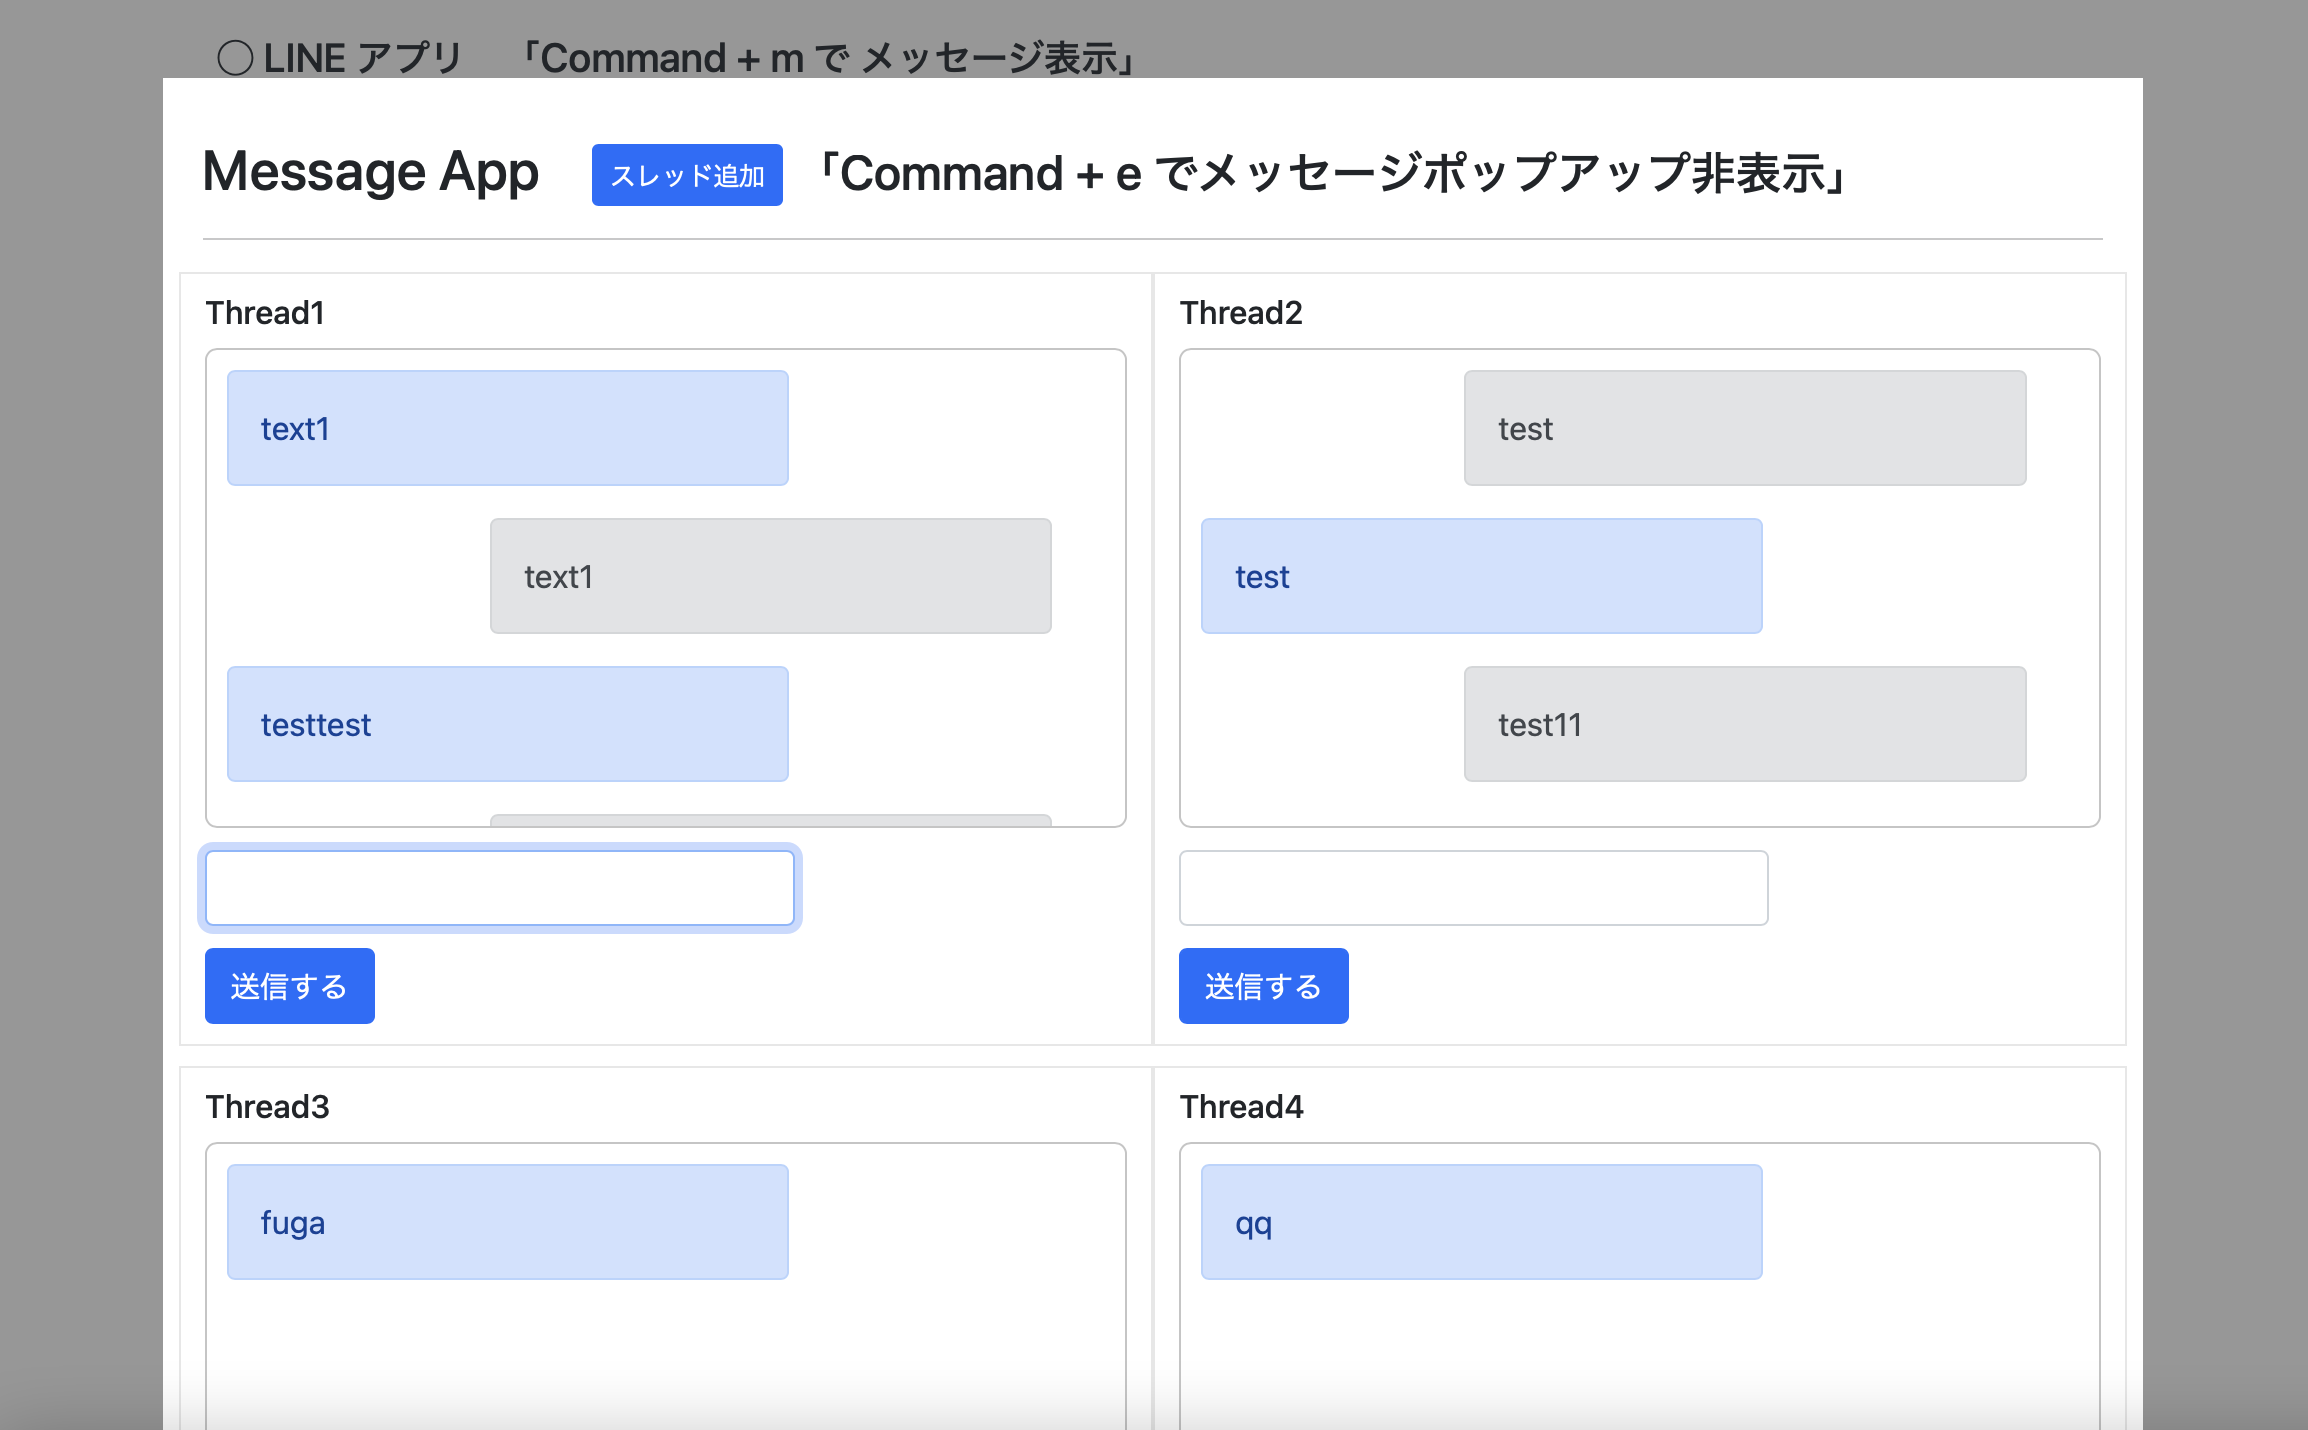 ◯ LINE アプリ 「Command + m で メッセージ表示」
Message App スレッド追加 「Command + e でメッセージポップアップ非表示」
Thread1
text1
text1
testtest
送信する
Thread2
test
test
test11
送信する
Thread3
fuga
Thread4
qq